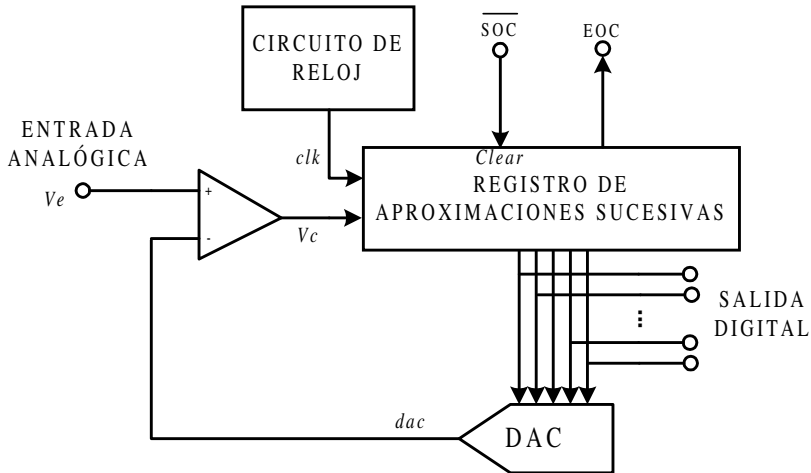 CIRCUITO DE
RELOJ
SOC
EOC
ENTRADA
ANALÓGICA
Ve
clk
Clear
REGISTRO DE
APROXIMACIONES SUCESIVAS
+
-
Vc
SALIDA
DIGITAL
...
dac
DAC